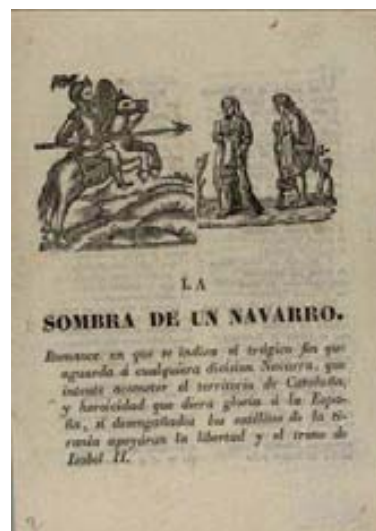 LA
SOMBRA DE UN NAVARRO.
Romance en que se indica el trágico fin que
aguarda á cualquiera division Navarra, que
intente acometer el territorio de Cataluña,
y heroicidad que diera gloria á la Espa-
ña, si desengañados los satélites de la ti-
ranía apoyáran la libertad y el trono de
Isabel II.